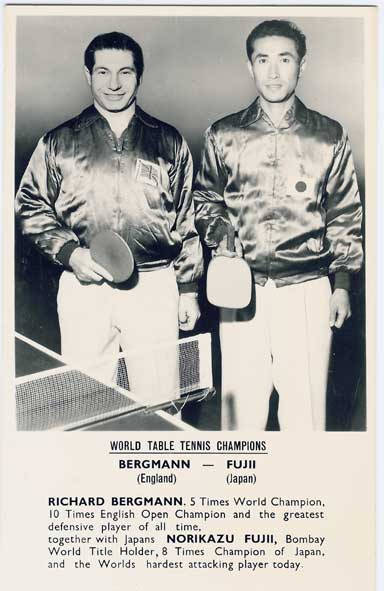 WORLD TABLE TENNIS CHAMPIONS
BERGMANN — FUJII
(England) (Japan)
RICHARD BERGMANN. 5 Times World Champion,
10 Times English Open Champion and the greatest
defensive player of all time,
together with Japans NORIKAZU FUJII, Bombay
World Title Holder, 8 Times Champion of Japan,
and the Worlds hardest attacking player today.